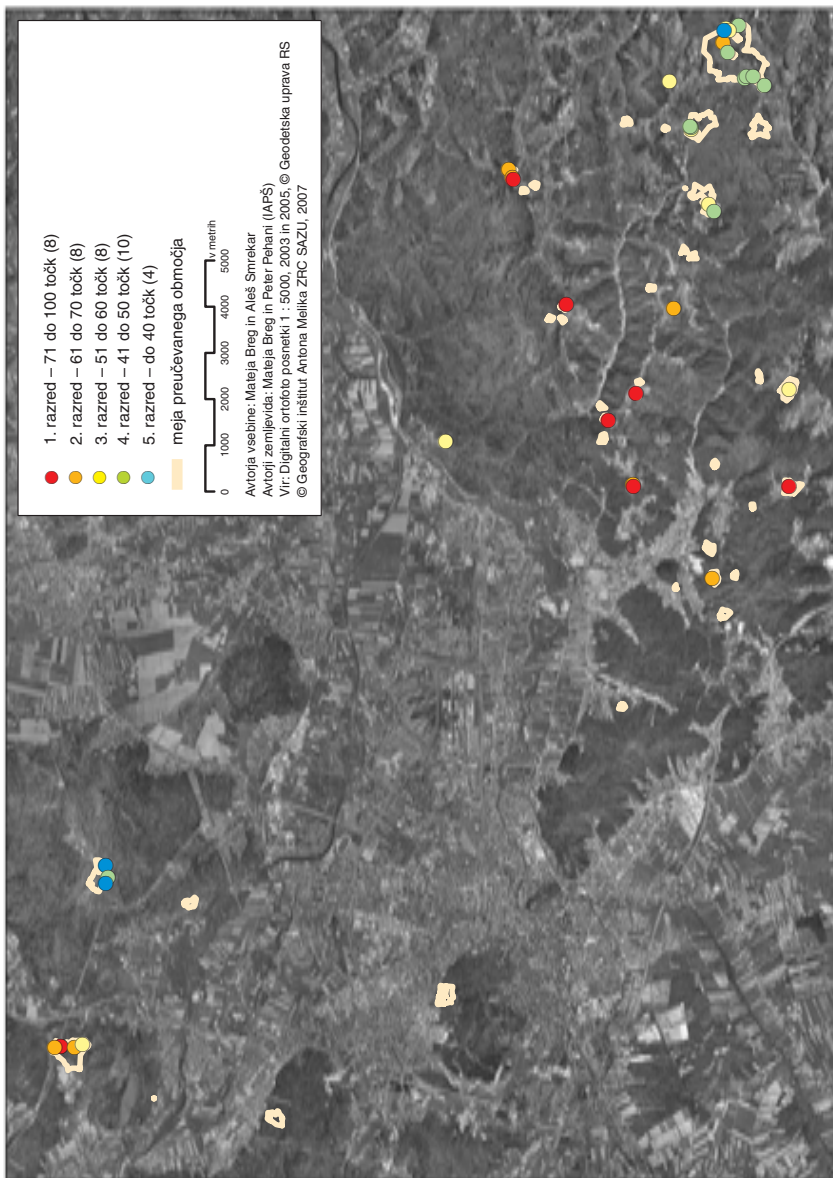 1. razred – 71 do 100 točk (8)
2. razred – 61 do 70 točk (8)
3. razred – 51 do 60 točk (8)
4. razred – 41 do 50 točk (10)
5. razred – do 40 točk (4)
meja preučevanega območja
0 1000 2000 3000 4000 5000
v metrih
Avtorja vsebine: Mateja Breg in Aleš Smrekar
Avtorji zemljevida: Mateja Breg in Peter Pehani (IAPŠ)
Vir: Digitalni ortofoto posnetki 1 : 5000, 2003 in 2005, © Geodetska uprava RS
© Geografski inštitut Antona Melika ZRC SAZU, 2007